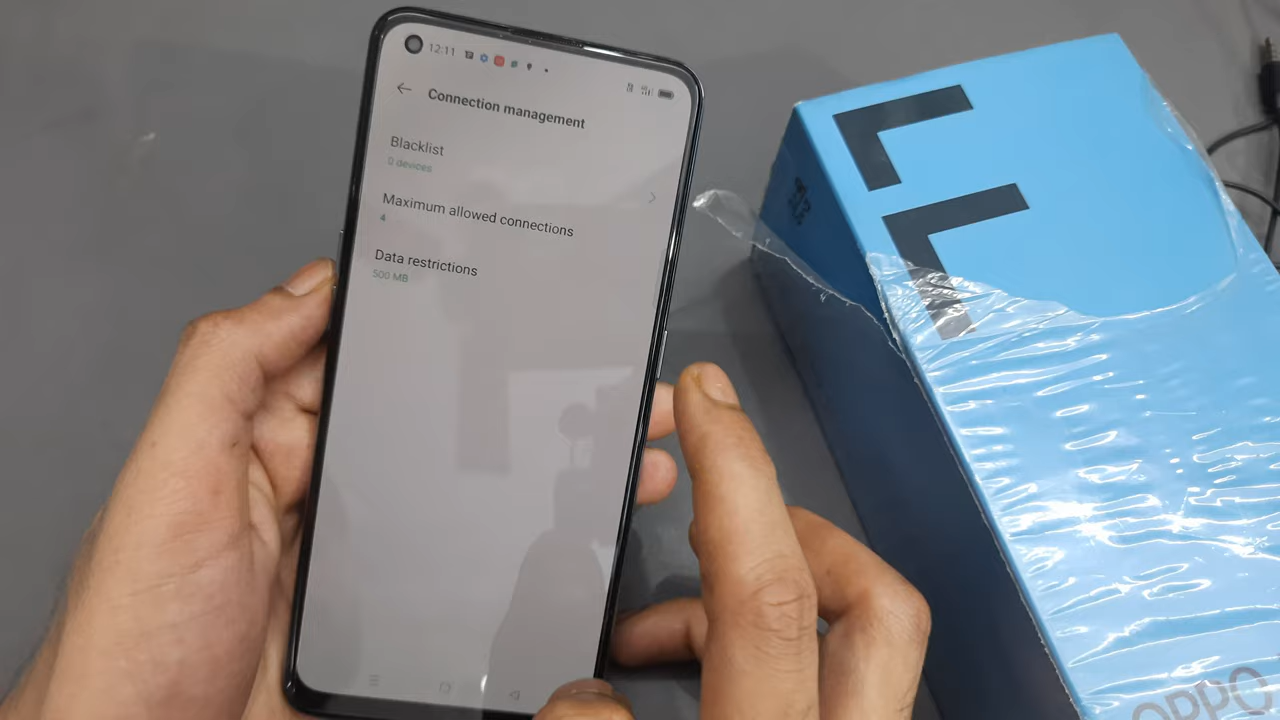 12:11
Connection management
Blacklist
0 devices
Maximum allowed connections
4
Data restrictions
500 MB
F
OPPO